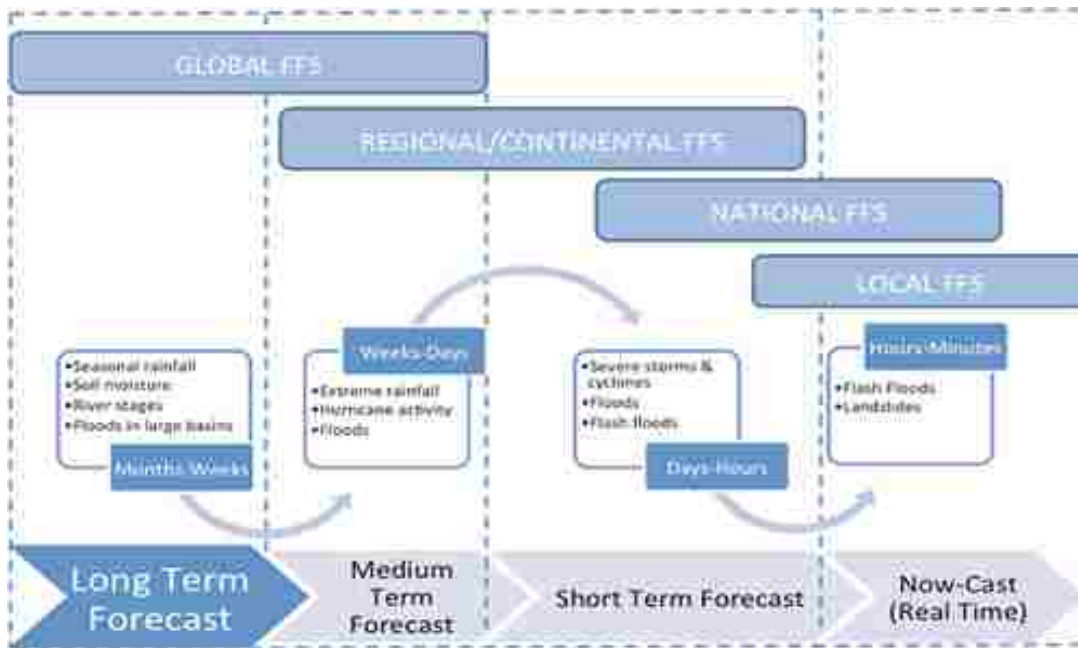 GLOBAL FFS
REGIONAL/CONTINENTAL FFS
NATIONAL FFS
LOCAL FFS
•Seasonal rainfall
•Soil moisture
•River stages
•Floods in large basins
Months-Weeks
Weeks-Days
•Extreme rainfall
•Hurricane activity
•Floods
•Severe storms &
cyclones
•Floods
•Flash floods
Days-Hours
Hours-Minutes
•Flash Floods
•Landslides
Long Term
Forecast
Medium
Term
Forecast
Short Term Forecast
Now-Cast
(Real Time)